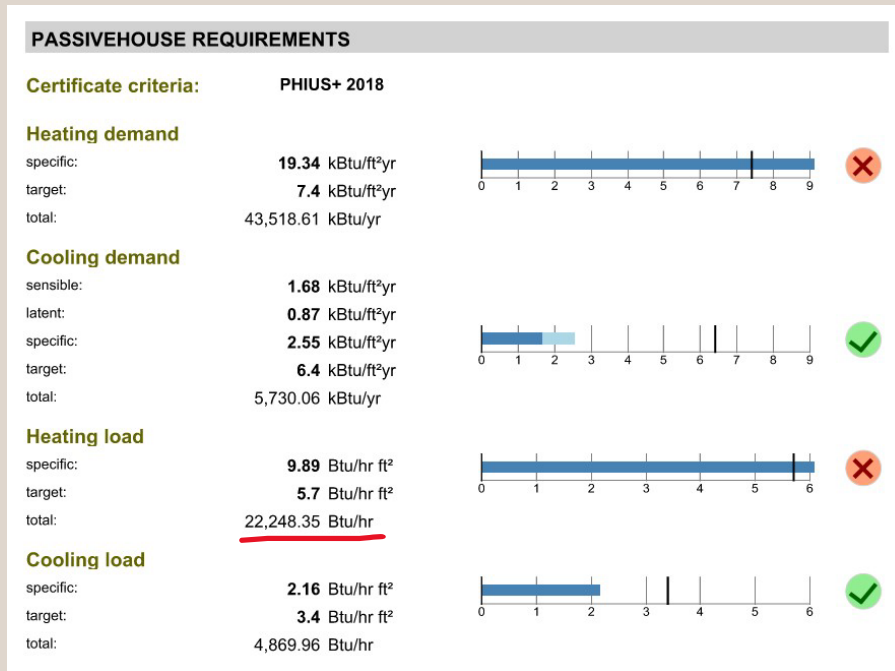 PASSIVEHOUSE REQUIREMENTS
Certificate criteria: PHIUS+ 2018
Heating demand
specific: 19.34 kBtu/ft²yr
target: 7.4 kBtu/ft²yr
total: 43,518.61 kBtu/yr
0 1 2 3 4 5 6 7 8 9
Cooling demand
sensible: 1.68 kBtu/ft²yr
latent: 0.87 kBtu/ft²yr
specific: 2.55 kBtu/ft²yr
target: 6.4 kBtu/ft²yr
total: 5,730.06 kBtu/yr
0 1 2 3 4 5 6 7 8 9
Heating load
specific: 9.89 Btu/hr ft²
target: 5.7 Btu/hr ft²
total: 22,248.35 Btu/hr
0 1 2 3 4 5 6
Cooling load
specific: 2.16 Btu/hr ft²
target: 3.4 Btu/hr ft²
total: 4,869.96 Btu/hr
0 1 2 3 4 5 6